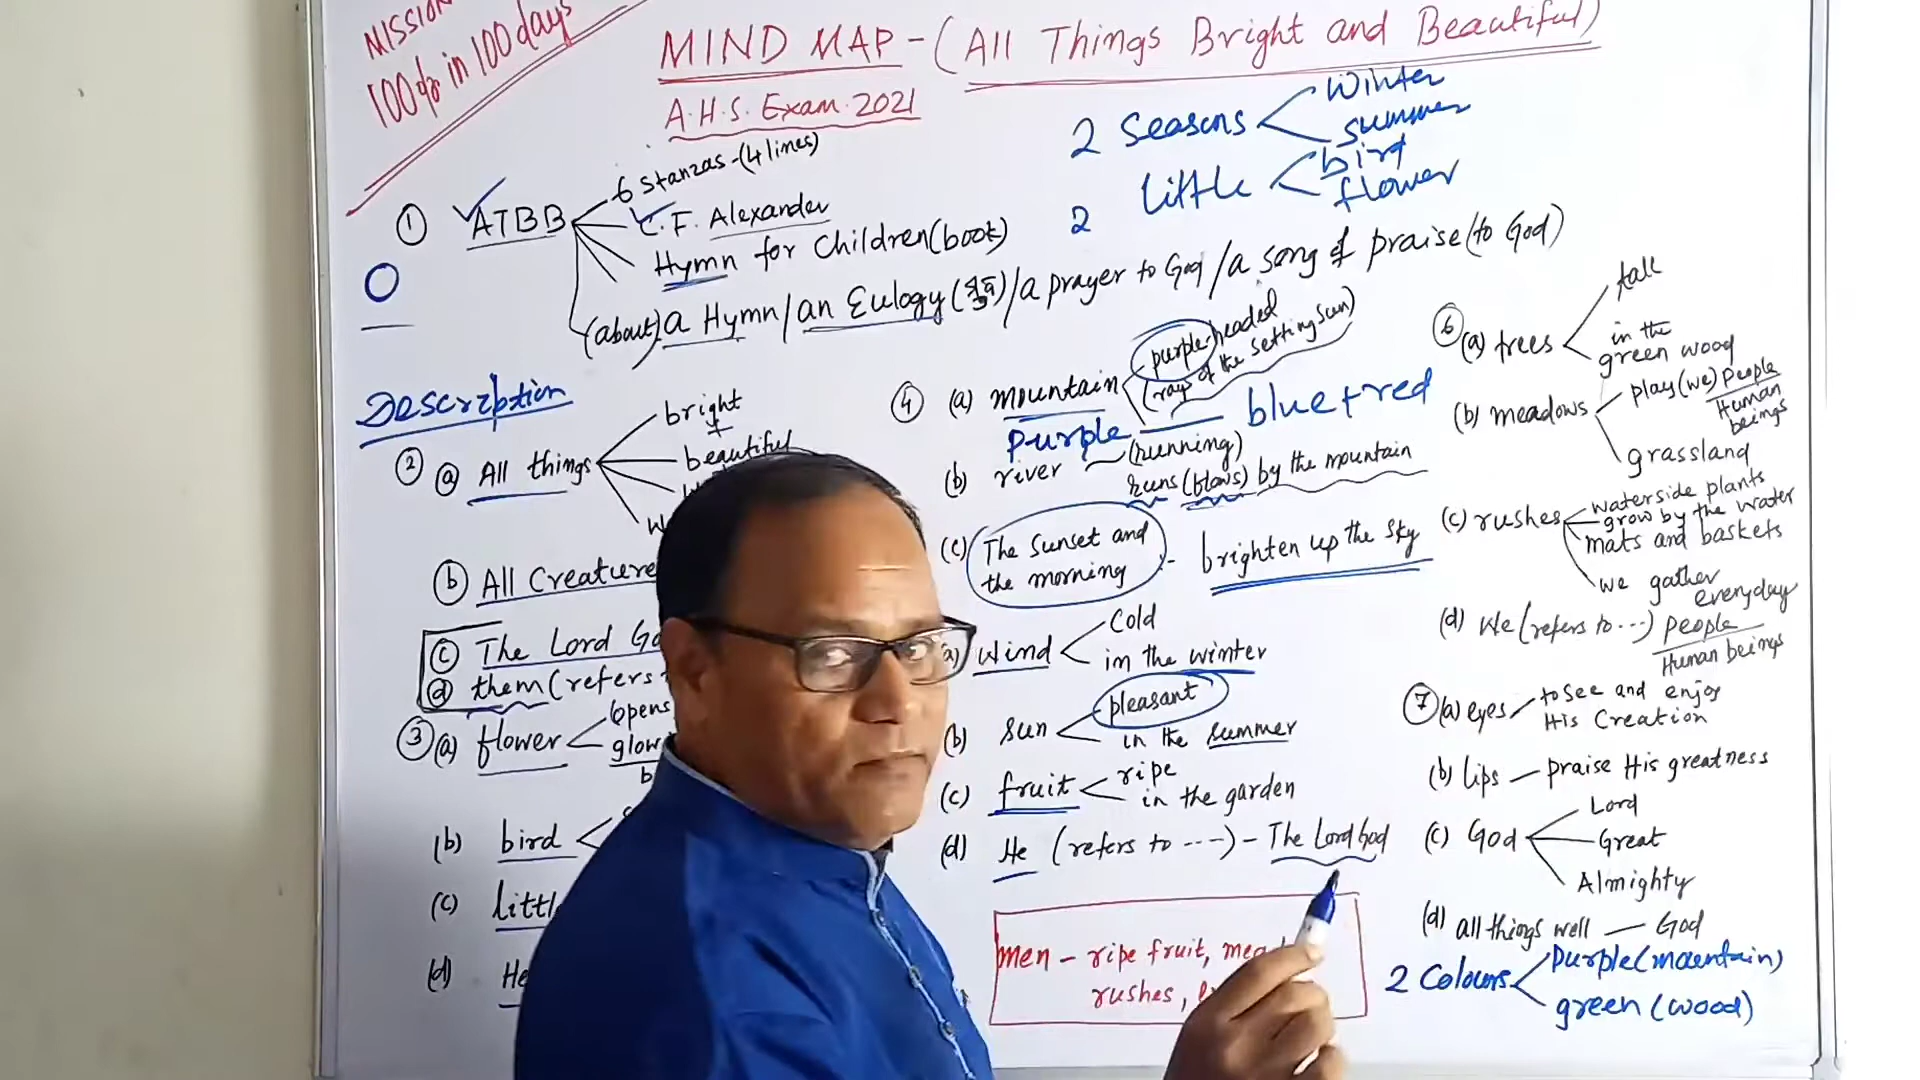 MISSION
100% in 100 days
MIND MAP - (All Things Bright and Beautiful)
A.H.S. Exam. 2021
2 Seasons
Winter
summer
2 little
bird
flower
① ATBB
6 stanzas - (4 lines)
C. F. Alexander
Hymn for Children (book)
(about) a Hymn / an Eulogy / a prayer to God / a song of praise (to God)
Description
② (a) All things
bright
+
beautiful
(b) All Creature
(c) The Lord Go
(d) them (refers
③ (a) flower
opens
glow
(b) bird
(c) littl
(d) He
④ (a) mountain
purple-headed
(rays of the setting sun)
purple — blue + red
(b) river
(running)
runs (flows) by the mountain
(c) The sunset and
the morning :- brighten up the sky
(a) Wind
Cold
in the winter
(b) sun
pleasant
in the summer
(c) fruit
ripe
in the garden
(d) He (refers to ----) - The Lord God
men - ripe fruit,
rushes,
⑥ (a) trees
tall
in the
green wood
(b) meadows
play (we) People
Human
beings
grassland
(c) rushes
waterside plants
grow by the water
mats and baskets
we gather
everyday
(d) We (refers to ...) people
Human beings
⑦ (a) eyes
to see and enjoy
His Creation
(b) lips — praise His greatness
(c) God
Lord
Great
Almighty
(d) all things well — God
2 Colours
purple (mountain)
green (wood)